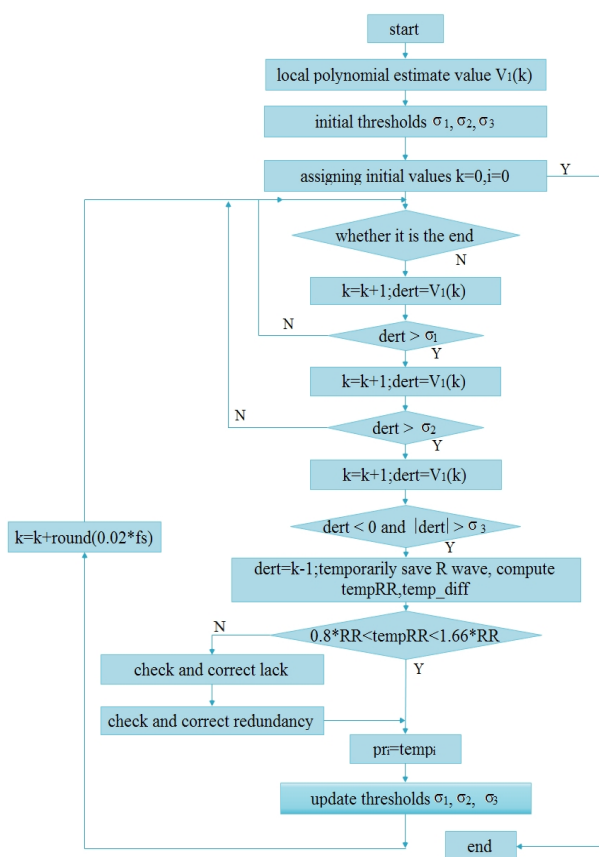 start
local polynomial estimate value V₁(k)
initial thresholds σ₁, σ₂, σ₃
assigning initial values k=0,i=0
Y
whether it is the end
N
k=k+1;dert=V₁(k)
N
dert > σ₁
Y
k=k+1;dert=V₁(k)
N
dert > σ₂
Y
k=k+1;dert=V₁(k)
k=k+round(0.02*fs)
dert < 0 and |dert| > σ₃
Y
dert=k-1;temporarily save R wave, compute
tempRR,temp_diff
N
0.8*RR<tempRR<1.66*RR
Y
check and correct lack
check and correct redundancy
prᵢ=tempᵢ
update thresholds σ₁, σ₂, σ₃
end